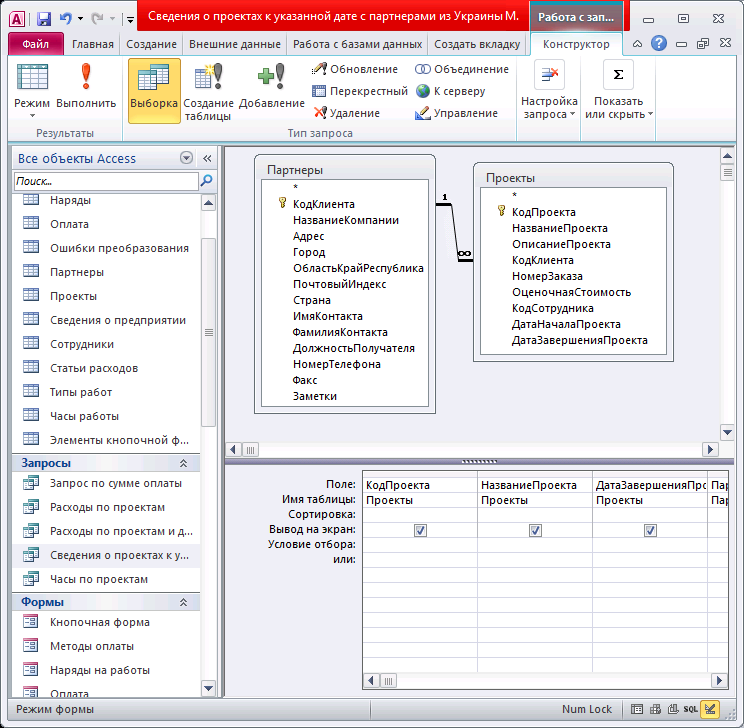 Сведения о проектах к указанной дате с партнерами из Украины М.
Работа с зап...
Файл
Главная
Создание
Внешние данные
Работа с базами данных
Создать вкладку
Конструктор
Режим
Выполнить
Результаты
Выборка
Создание таблицы
Добавление
Обновление
Перекрестный
Удаление
Объединение
К серверу
Управление
Тип запроса
Настройка запроса
Σ
Показать или скрыть
Все объекты Access
Поиск...
Наряды
Оплата
Ошибки преобразования
Партнеры
Проекты
Сведения о предприятии
Сотрудники
Статьи расходов
Типы работ
Часы работы
Элементы кнопочной ф...
Запросы
Запрос по сумме оплаты
Расходы по проектам
Расходы по проектам и д...
Сведения о проектах к у...
Часы по проектам
Формы
Кнопочная форма
Методы оплаты
Наряды на работы
Оплата
Партнеры
*
КодКлиента
НазваниеКомпании
Адрес
Город
ОбластьКрайРеспублика
ПочтовыйИндекс
Страна
ИмяКонтакта
ФамилияКонтакта
ДолжностьПолучателя
НомерТелефона
Факс
Заметки
1
∞
Проекты
*
КодПроекта
НазваниеПроекта
ОписаниеПроекта
КодКлиента
НомерЗаказа
ОценочнаяСтоимость
КодСотрудника
ДатаНачалаПроекта
ДатаЗавершенияПроекта
Поле: КодПроекта НазваниеПроекта ДатаЗавершенияПро Пар
Имя таблицы: Проекты Проекты Проекты Пар
Сортировка:
Вывод на экран:
Условие отбора:
или:
Режим формы
Num Lock
SQL